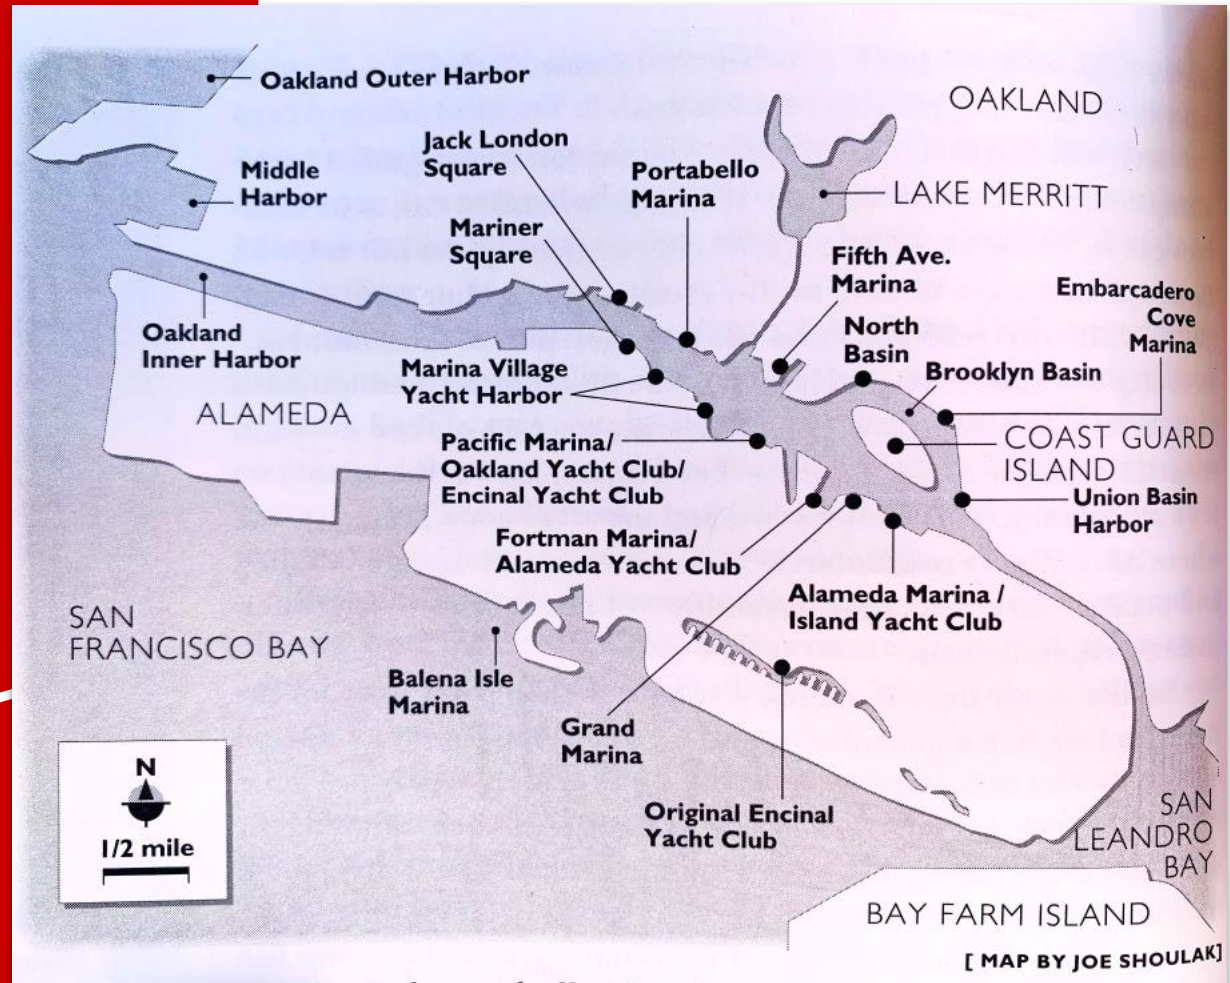 Oakland Outer Harbor
OAKLAND
Jack London
Square
Middle
Harbor
Portabello
Marina
LAKE MERRITT
Mariner
Square
Fifth Ave.
Marina
Embarcadero
Cove
Marina
Oakland
Inner Harbor
North
Basin
Marina Village
Yacht Harbor
Brooklyn Basin
ALAMEDA
COAST GUARD
ISLAND
Pacific Marina/
Oakland Yacht Club/
Encinal Yacht Club
Union Basin
Harbor
Fortman Marina/
Alameda Yacht Club
Alameda Marina /
Island Yacht Club
SAN
FRANCISCO BAY
Balena Isle
Marina
Grand
Marina
Original Encinal
Yacht Club
N
1/2 mile
SAN
LEANDRO
BAY
BAY FARM ISLAND
[ MAP BY JOE SHOULAK]